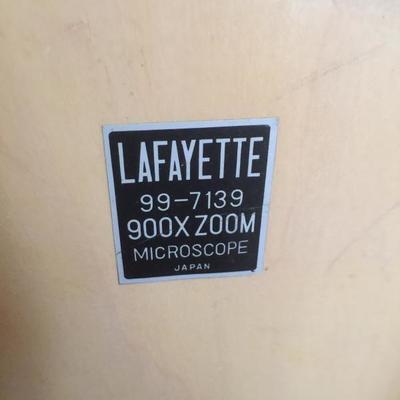 LAFAYETTE
99-7139
900X ZOOM
MICROSCOPE
JAPAN